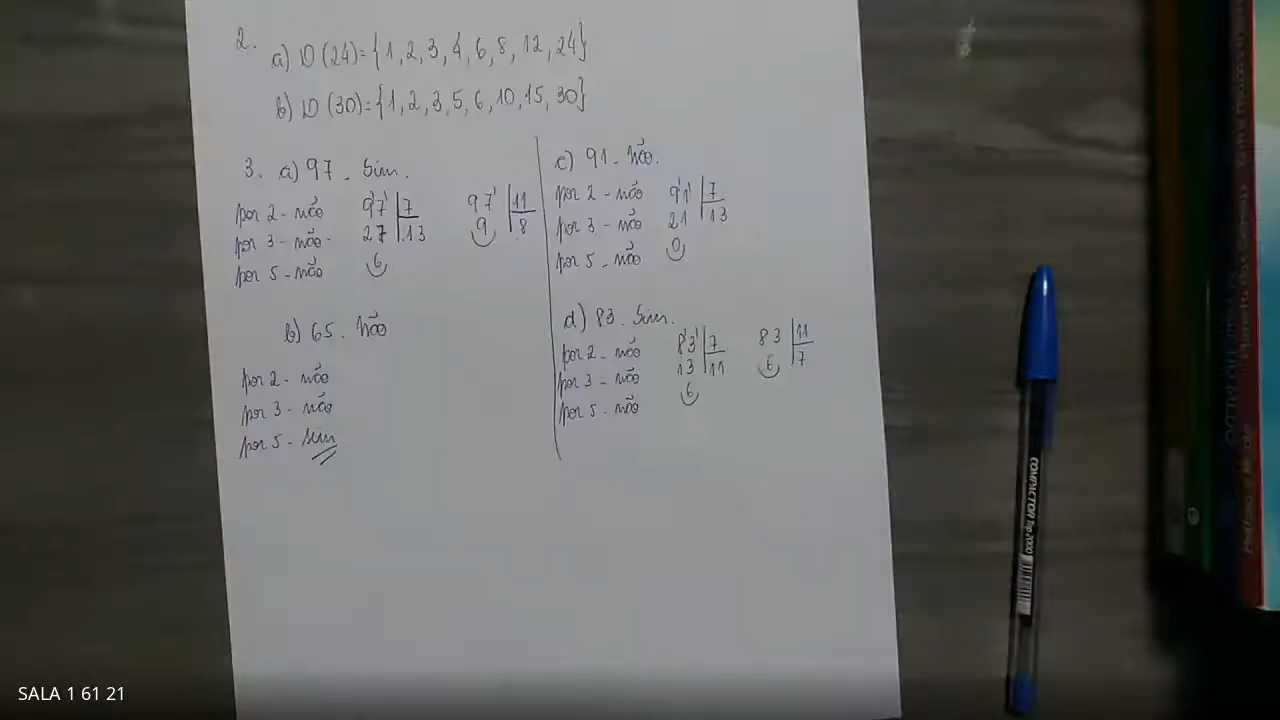 2.
a) D(24)={1,2,3,4,6,8,12,24}
b) D(30)={1,2,3,5,6,10,15,30}
3. a) 97 - Sim.
por 2 - não
por 3 - não -
por 5 - não
97 7
27 13
6
97 11
9 8
b) 65. Não
por 2 - não
por 3 - não
por 5 - sim
c) 91 - Não.
por 2 - não
por 3 - não
por 5 - não
91 7
21 13
0
d) 83. Sim.
por 2 - não
por 3 - não
por 5 - não
83 7
13 11
6
83 11
6 7
COMPACTOR Top 2000
SALA 1 61 21